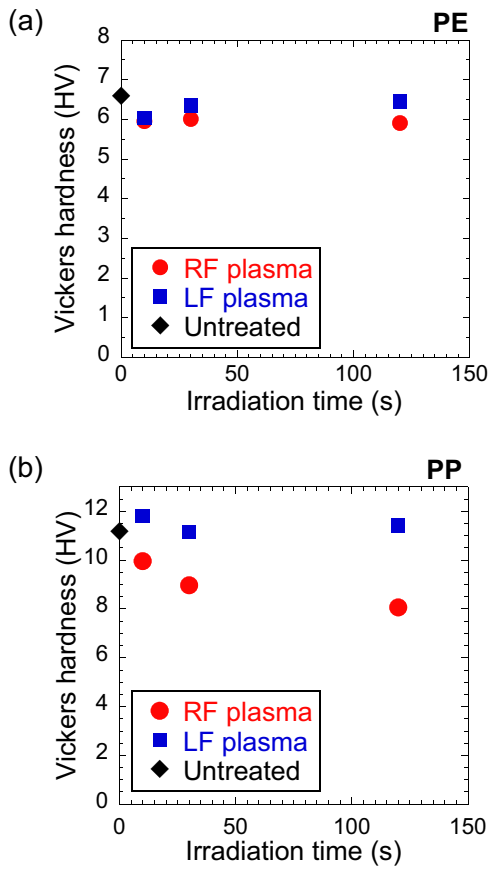 (a)
PE
8
7
6
5
4
3
2
1
0
Vickers hardness (HV)
RF plasma
LF plasma
Untreated
0 50 100 150
Irradiation time (s)
(b)
PP
12
10
8
6
4
2
0
Vickers hardness (HV)
RF plasma
LF plasma
Untreated
0 50 100 150
Irradiation time (s)